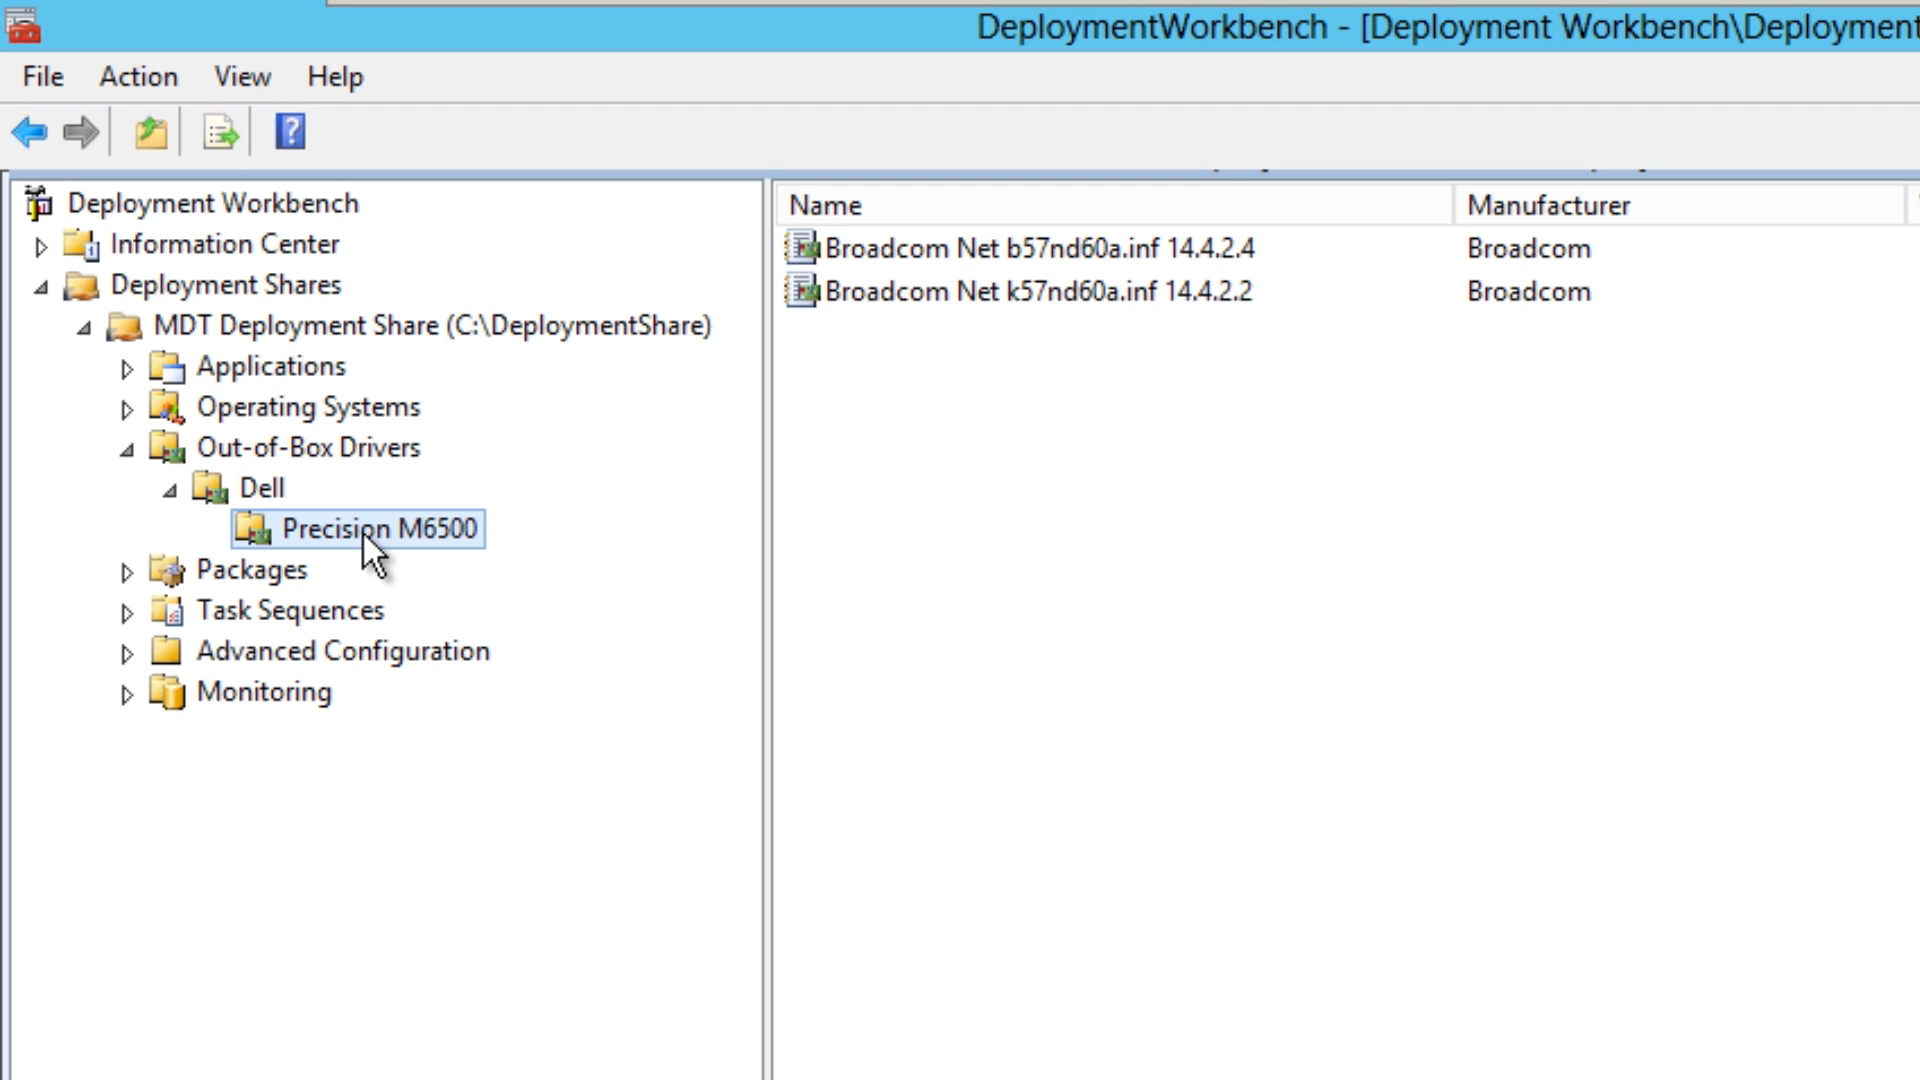 DeploymentWorkbench - [Deployment Workbench\Deployment
File Action View Help
Deployment Workbench
Information Center
Deployment Shares
MDT Deployment Share (C:\DeploymentShare)
Applications
Operating Systems
Out-of-Box Drivers
Dell
Precision M6500
Packages
Task Sequences
Advanced Configuration
Monitoring
Name Manufacturer
Broadcom Net b57nd60a.inf 14.4.2.4 Broadcom
Broadcom Net k57nd60a.inf 14.4.2.2 Broadcom